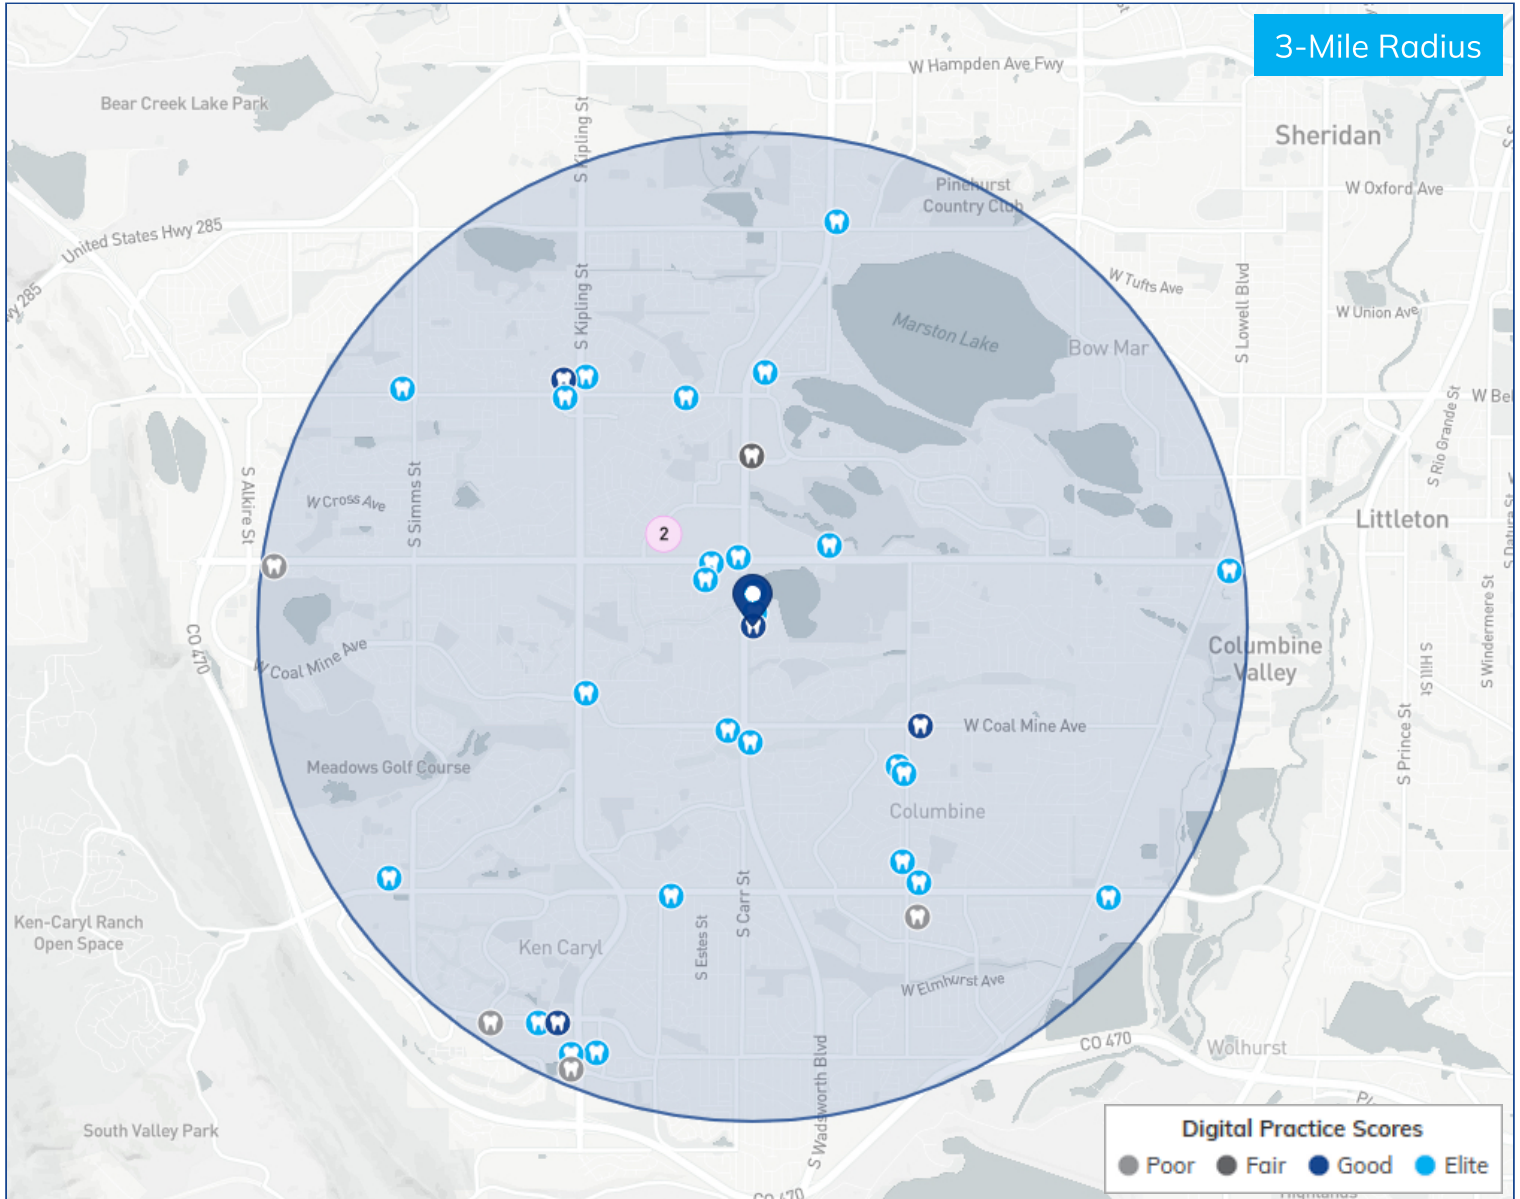 3-Mile Radius
W Hampden Ave Fwy
Bear Creek Lake Park
S Kipling St
Sheridan
Pinehurst
Country Club
W Oxford Ave
United States Hwy 285
W Tufts Ave
S Lowell Blvd
S Kipling St
W Union Ave
Marston Lake
Bow Mar
S Rio Grande St
S Alkire St
S Simms St
W Cross Ave
Littleton
2
S Windermere St
CO 470
W Coal Mine Ave
Columbine
Valley
S Hill St
S Prince St
W Coal Mine Ave
Meadows Golf Course
Columbine
Ken-Caryl Ranch
Open Space
S Carr St
S Estes St
Ken Caryl
W Elmhurst Ave
CO 470
Wolhurst
S Wadsworth Blvd
South Valley Park
Digital Practice Scores
Poor Fair Good Elite
CO 470